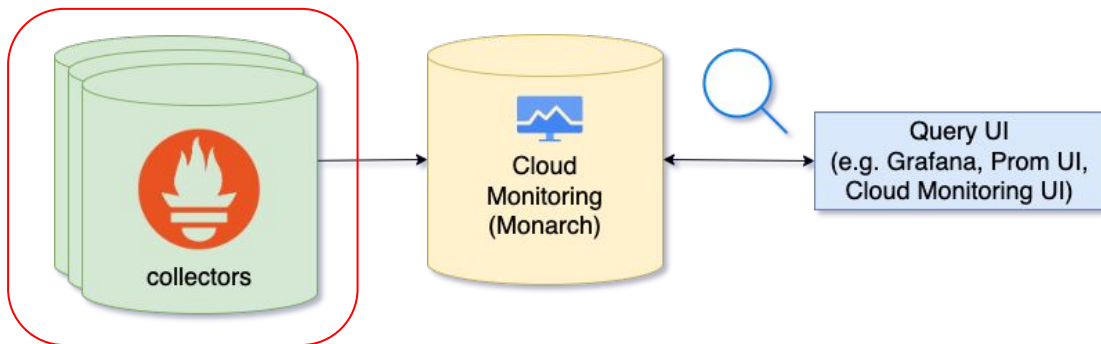 collectors
Cloud
Monitoring
(Monarch)
Query UI
(e.g. Grafana, Prom UI,
Cloud Monitoring UI)